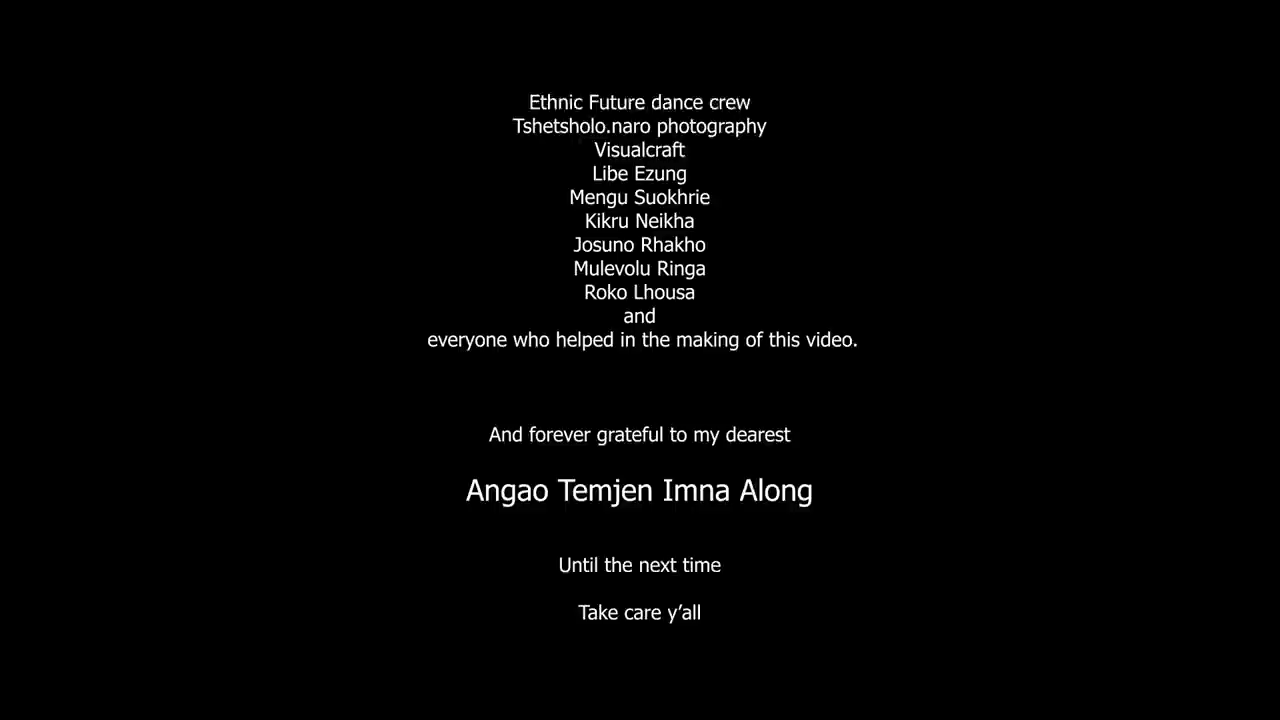 Ethnic Future dance crew
Tshetsholo.naro photography
Visualcraft
Libe Ezung
Mengu Suokhrie
Kikru Neikha
Josuno Rhakho
Mulevolu Ringa
Roko Lhousa
and
everyone who helped in the making of this video.
And forever grateful to my dearest
Angao Temjen Imna Along
Until the next time
Take care y’all